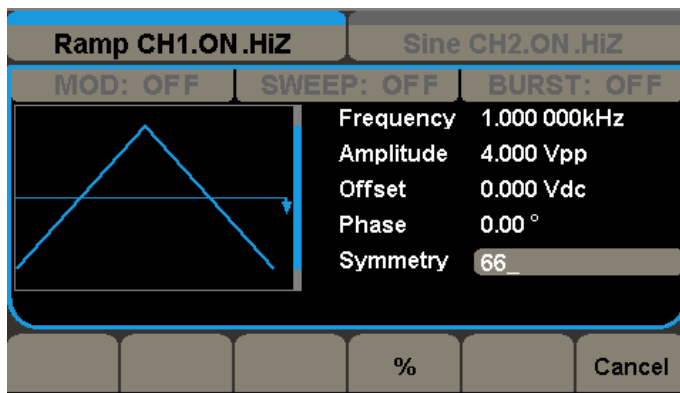 Ramp CH1.ON.HiZ
Sine CH2.ON.HiZ
MOD: OFF
SWEEP: OFF
BURST: OFF
Frequency 1.000 000kHz
Amplitude 4.000 Vpp
Offset 0.000 Vdc
Phase 0.00 °
Symmetry 66_
%
Cancel